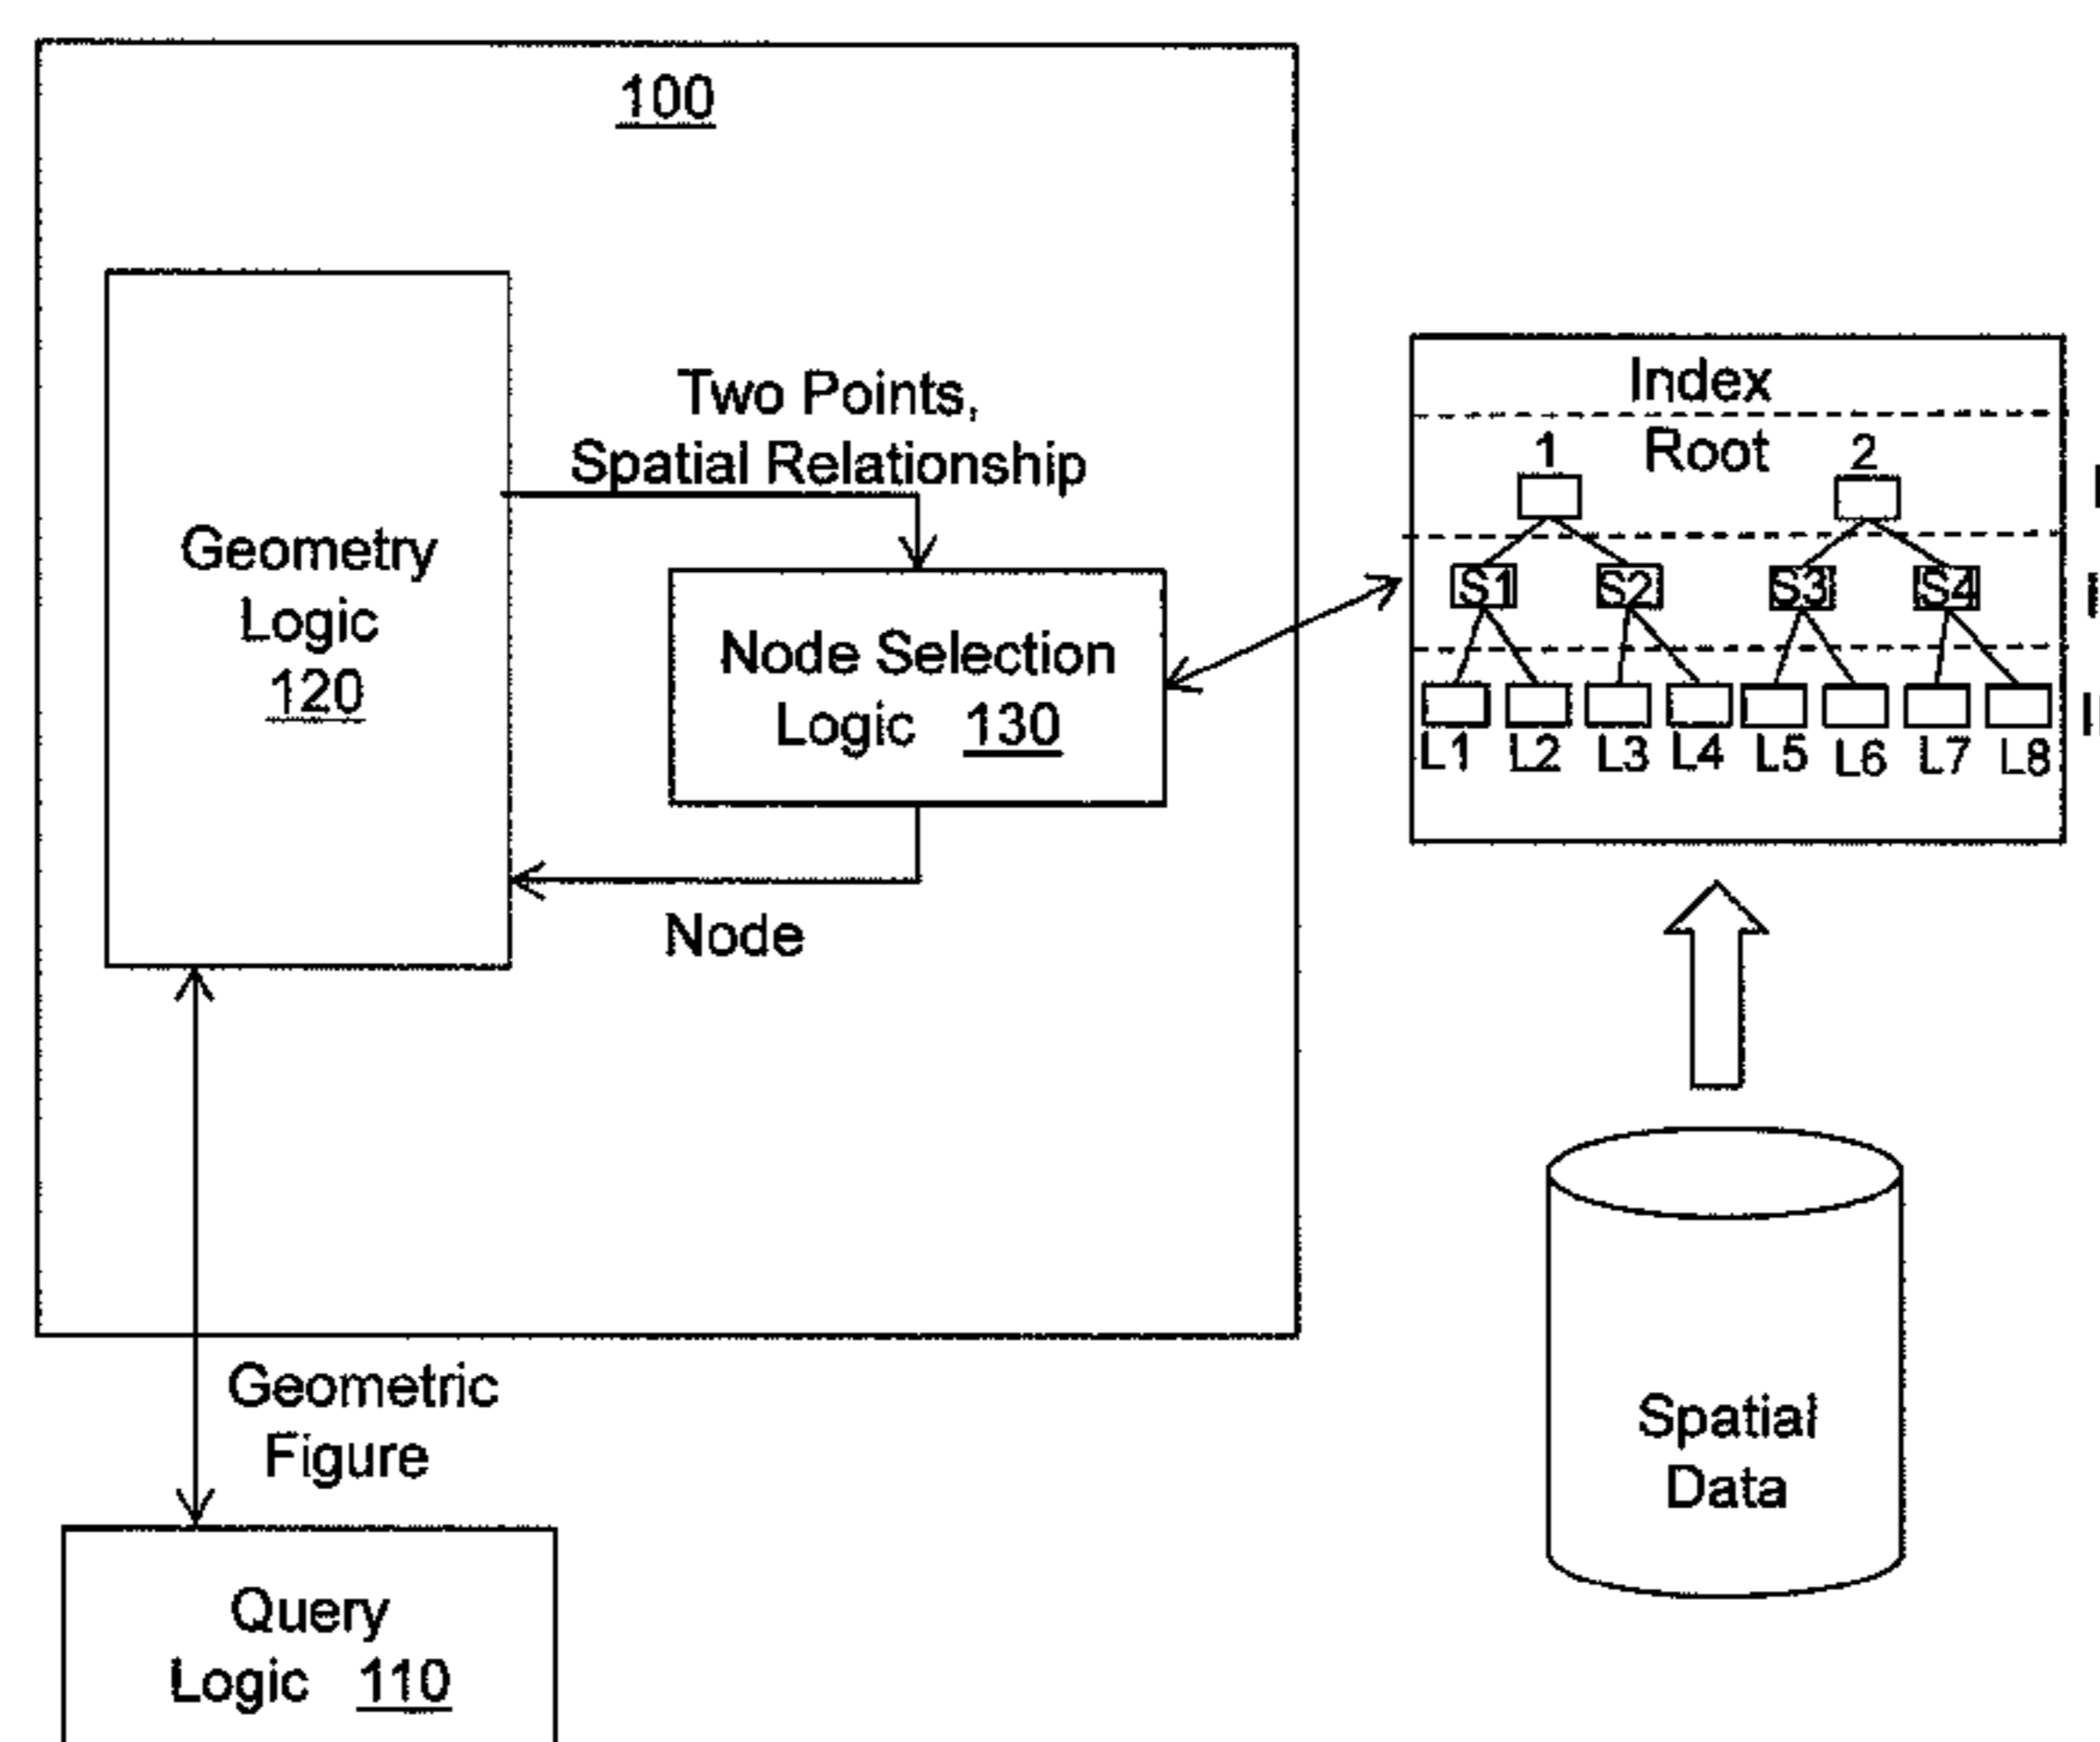 100
Two Points,
Spatial Relationship
Geometry
Logic
120
Node Selection
Logic 130
Node
Index
1 Root 2
S1 S2 S3 S4
L1 L2 L3 L4 L5 L6 L7 L8
Geometric
Figure
Spatial
Data
Query
Logic 110